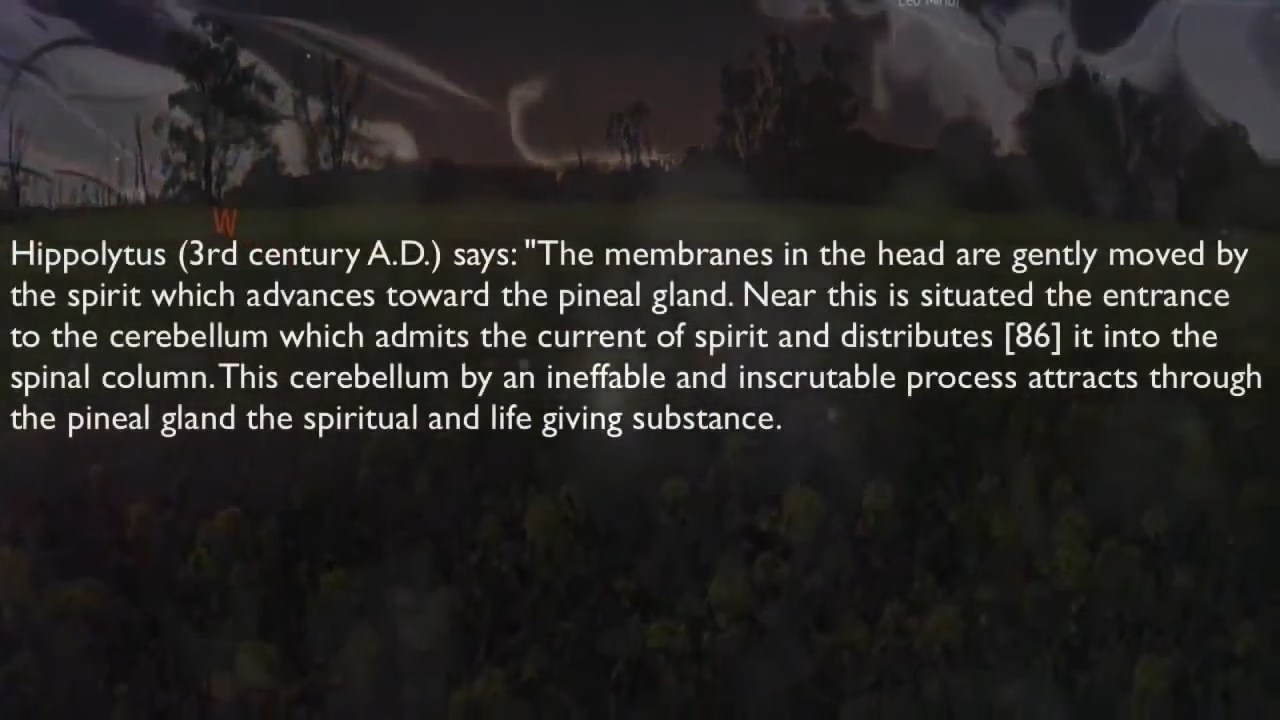 Leo Minor
W
Hippolytus (3rd century A.D.) says: "The membranes in the head are gently moved by
the spirit which advances toward the pineal gland. Near this is situated the entrance
to the cerebellum which admits the current of spirit and distributes [86] it into the
spinal column. This cerebellum by an ineffable and inscrutable process attracts through
the pineal gland the spiritual and life giving substance.